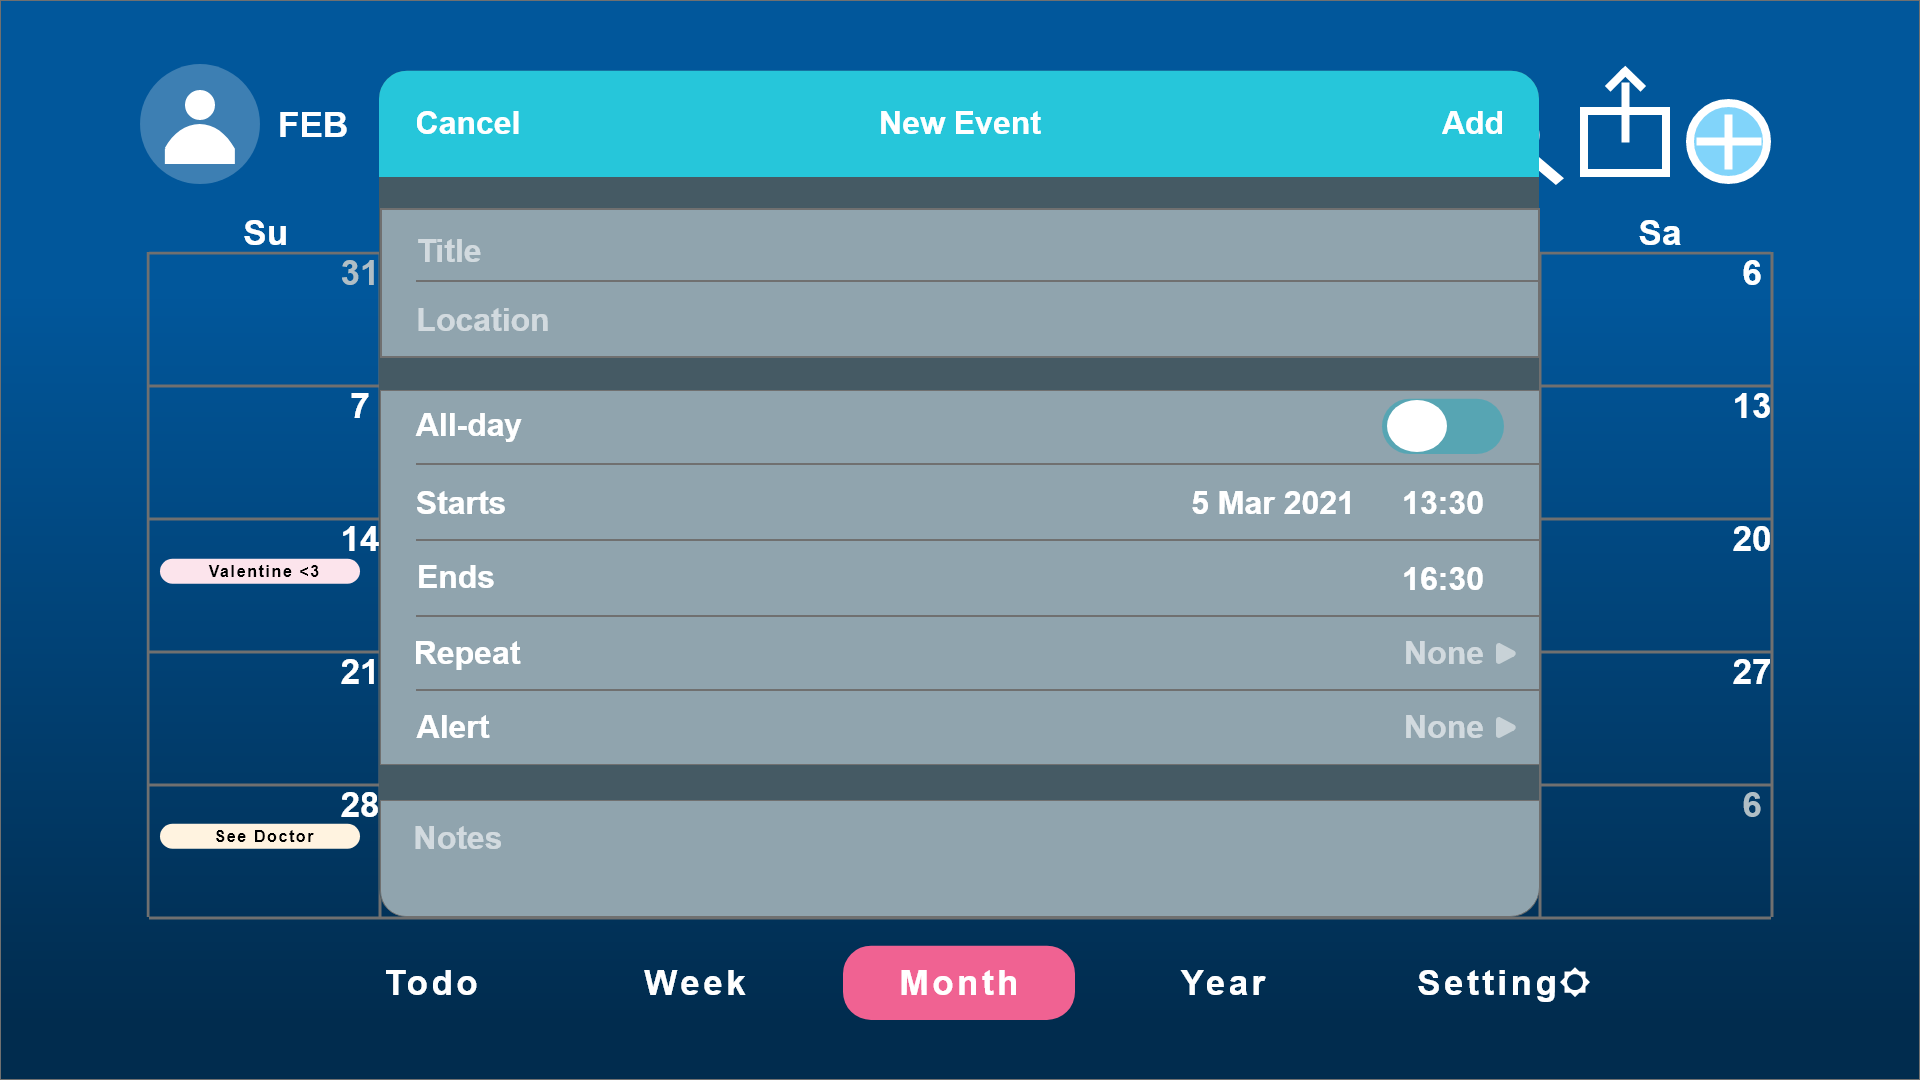 FEB
Cancel New Event Add
Su Sa
Title
Location
31 6
7 13
14 20
Valentine <3
21 27
28 6
See Doctor
All-day
Starts 5 Mar 2021 13:30
Ends 16:30
Repeat None
Alert None
Notes
Todo Week Month Year Setting